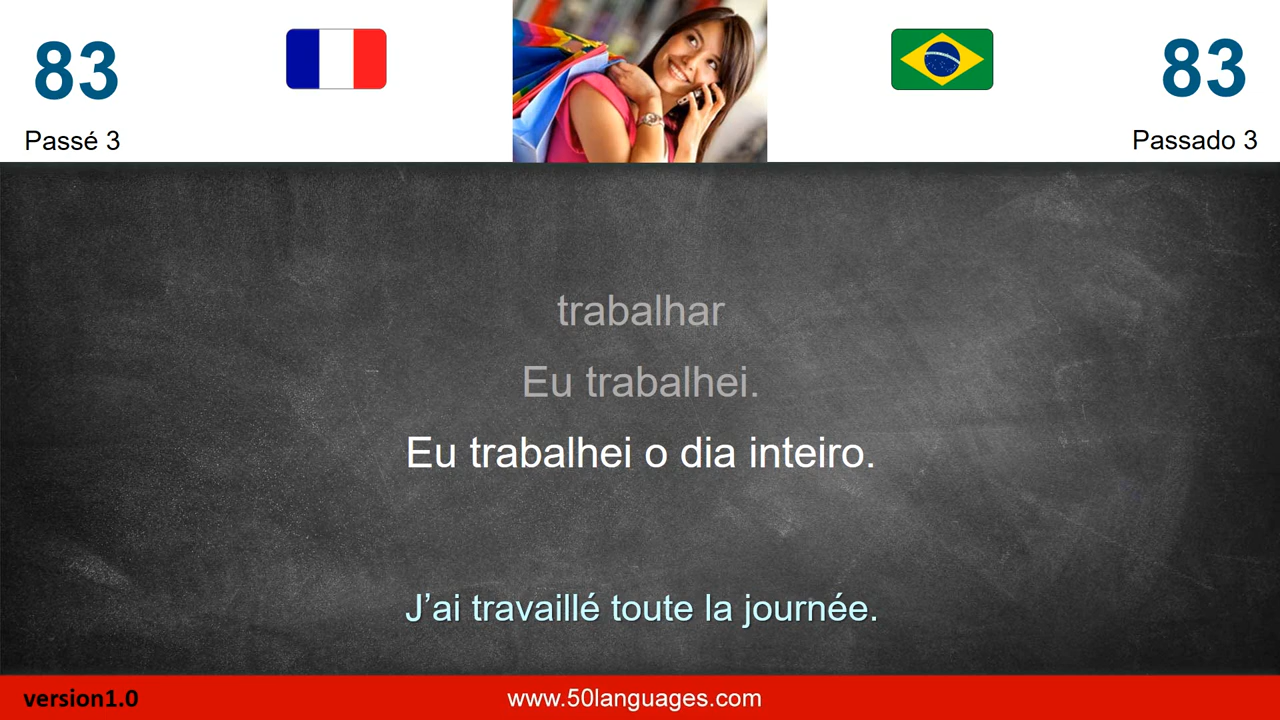 83
83
Passé 3
Passado 3
trabalhar
Eu trabalhei.
Eu trabalhei o dia inteiro.
J’ai travaillé toute la journée.
version1.0
www.50languages.com